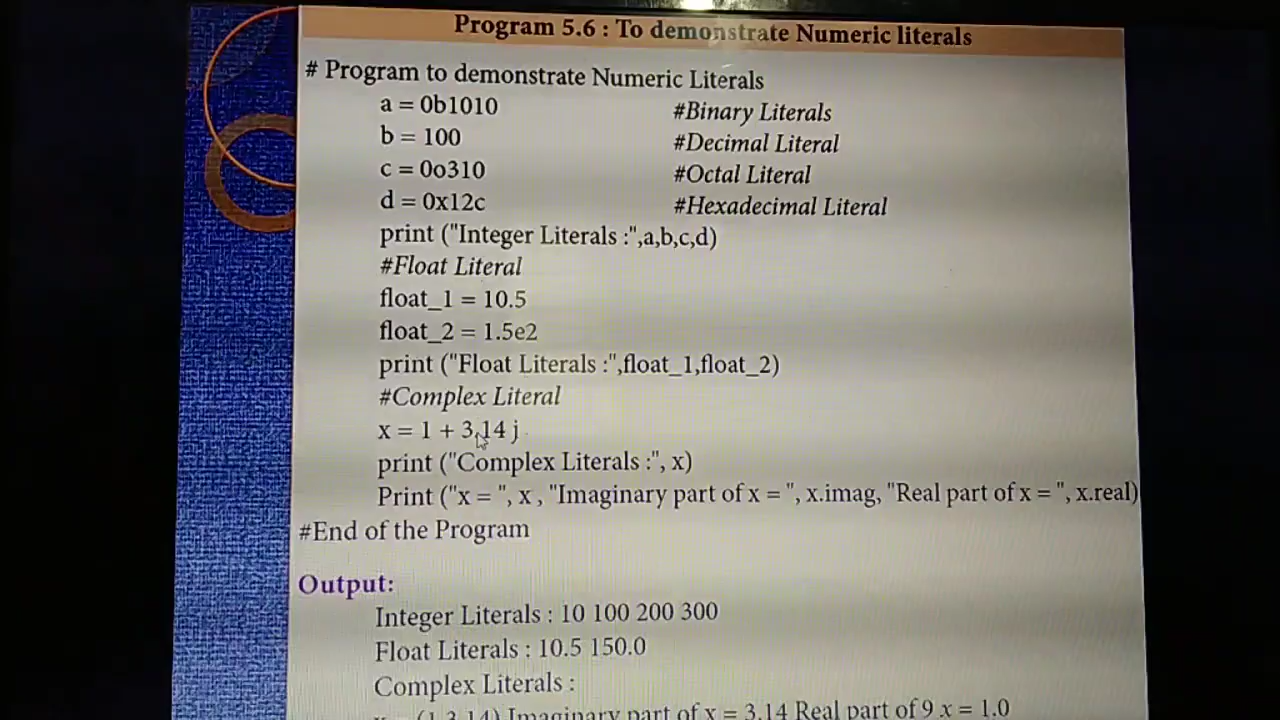 Program 5.6 : To demonstrate Numeric literals
# Program to demonstrate Numeric Literals
a = 0b1010 #Binary Literals
b = 100 #Decimal Literal
c = 0o310 #Octal Literal
d = 0x12c #Hexadecimal Literal
print ("Integer Literals :",a,b,c,d)
#Float Literal
float_1 = 10.5
float_2 = 1.5e2
print ("Float Literals :",float_1,float_2)
#Complex Literal
x = 1 + 3.14 j
print ("Complex Literals :", x)
Print ("x = ", x , "Imaginary part of x = ", x.imag, "Real part of x = ", x.real)
#End of the Program
Output:
Integer Literals : 10 100 200 300
Float Literals : 10.5 150.0
Complex Literals :
(1.3.14) Imaginary part of x = 3.14 Real part of 9 x = 1.0